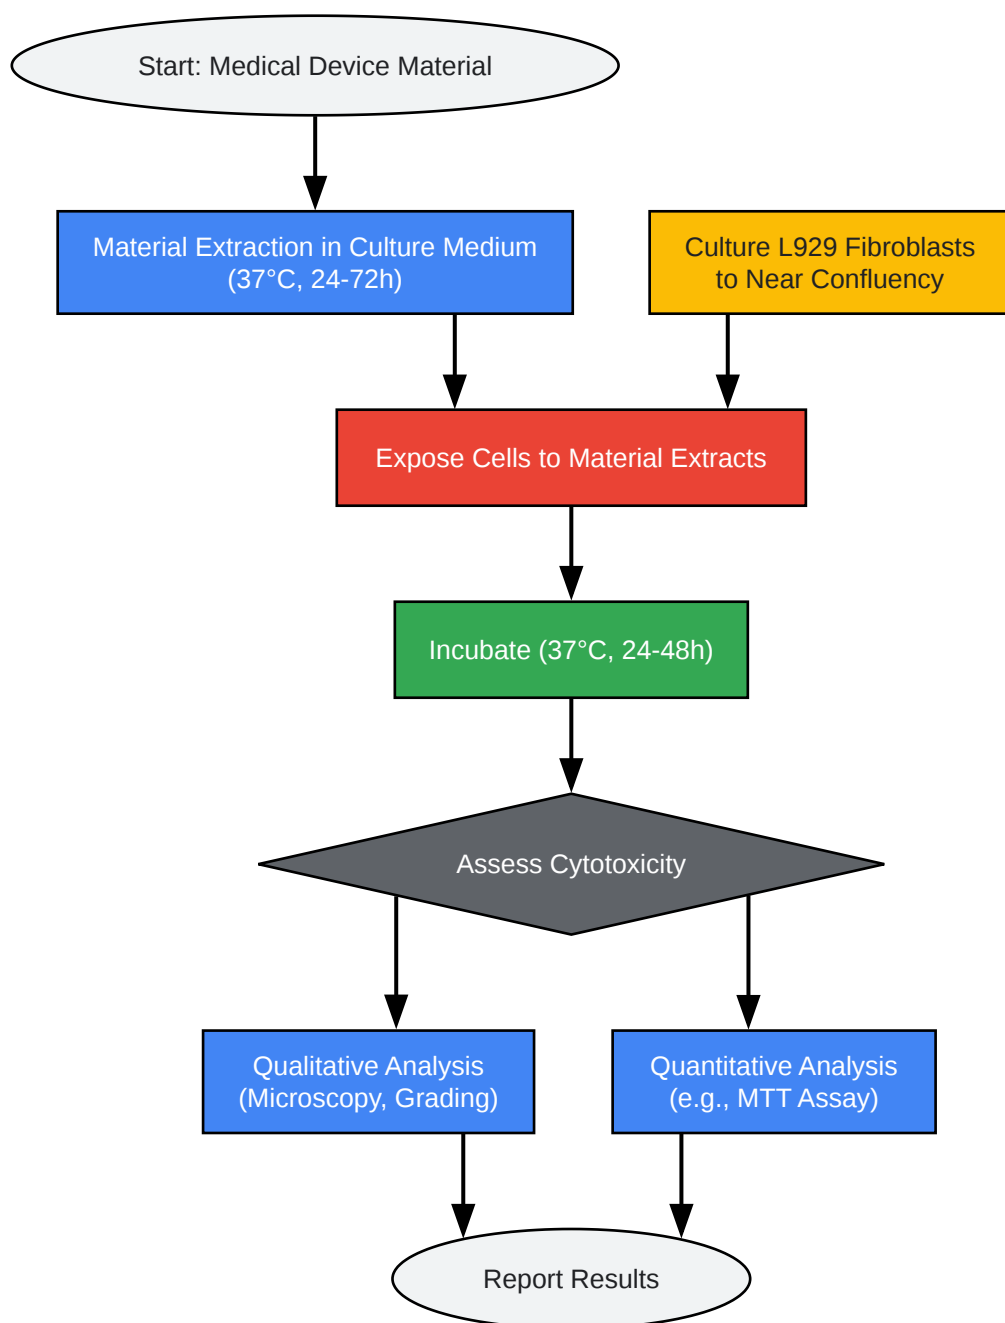 Start: Medical Device Material
Material Extraction in Culture Medium
(37°C, 24-72h)
Culture L929 Fibroblasts
to Near Confluency
Expose Cells to Material Extracts
Incubate (37°C, 24-48h)
Assess Cytotoxicity
Qualitative Analysis
(Microscopy, Grading)
Quantitative Analysis
(e.g., MTT Assay)
Report Results